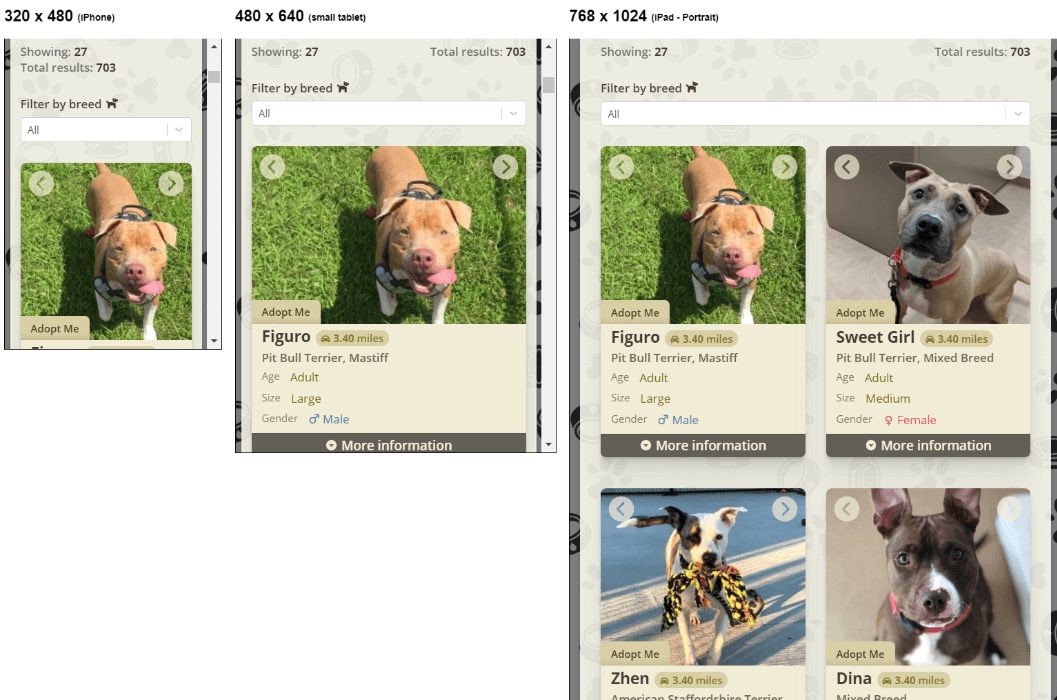 320 x 480 (iPhone)
Showing: 27
Total results: 703
Filter by breed
All
Adopt Me
480 x 640 (small tablet)
Showing: 27 Total results: 703
Filter by breed
All
Adopt Me
Figuro 3.40 miles
Pit Bull Terrier, Mastiff
Age Adult
Size Large
Gender Male
More information
768 x 1024 (iPad - Portrait)
Showing: 27 Total results: 703
Filter by breed
All
Adopt Me
Figuro 3.40 miles
Pit Bull Terrier, Mastiff
Age Adult
Size Large
Gender Male
More information
Adopt Me
Sweet Girl 3.40 miles
Pit Bull Terrier, Mixed Breed
Age Adult
Size Medium
Gender Female
More information
Adopt Me
Zhen 3.40 miles
American Staffordshire Terrier
Adopt Me
Dina 3.40 miles
Mixed Breed